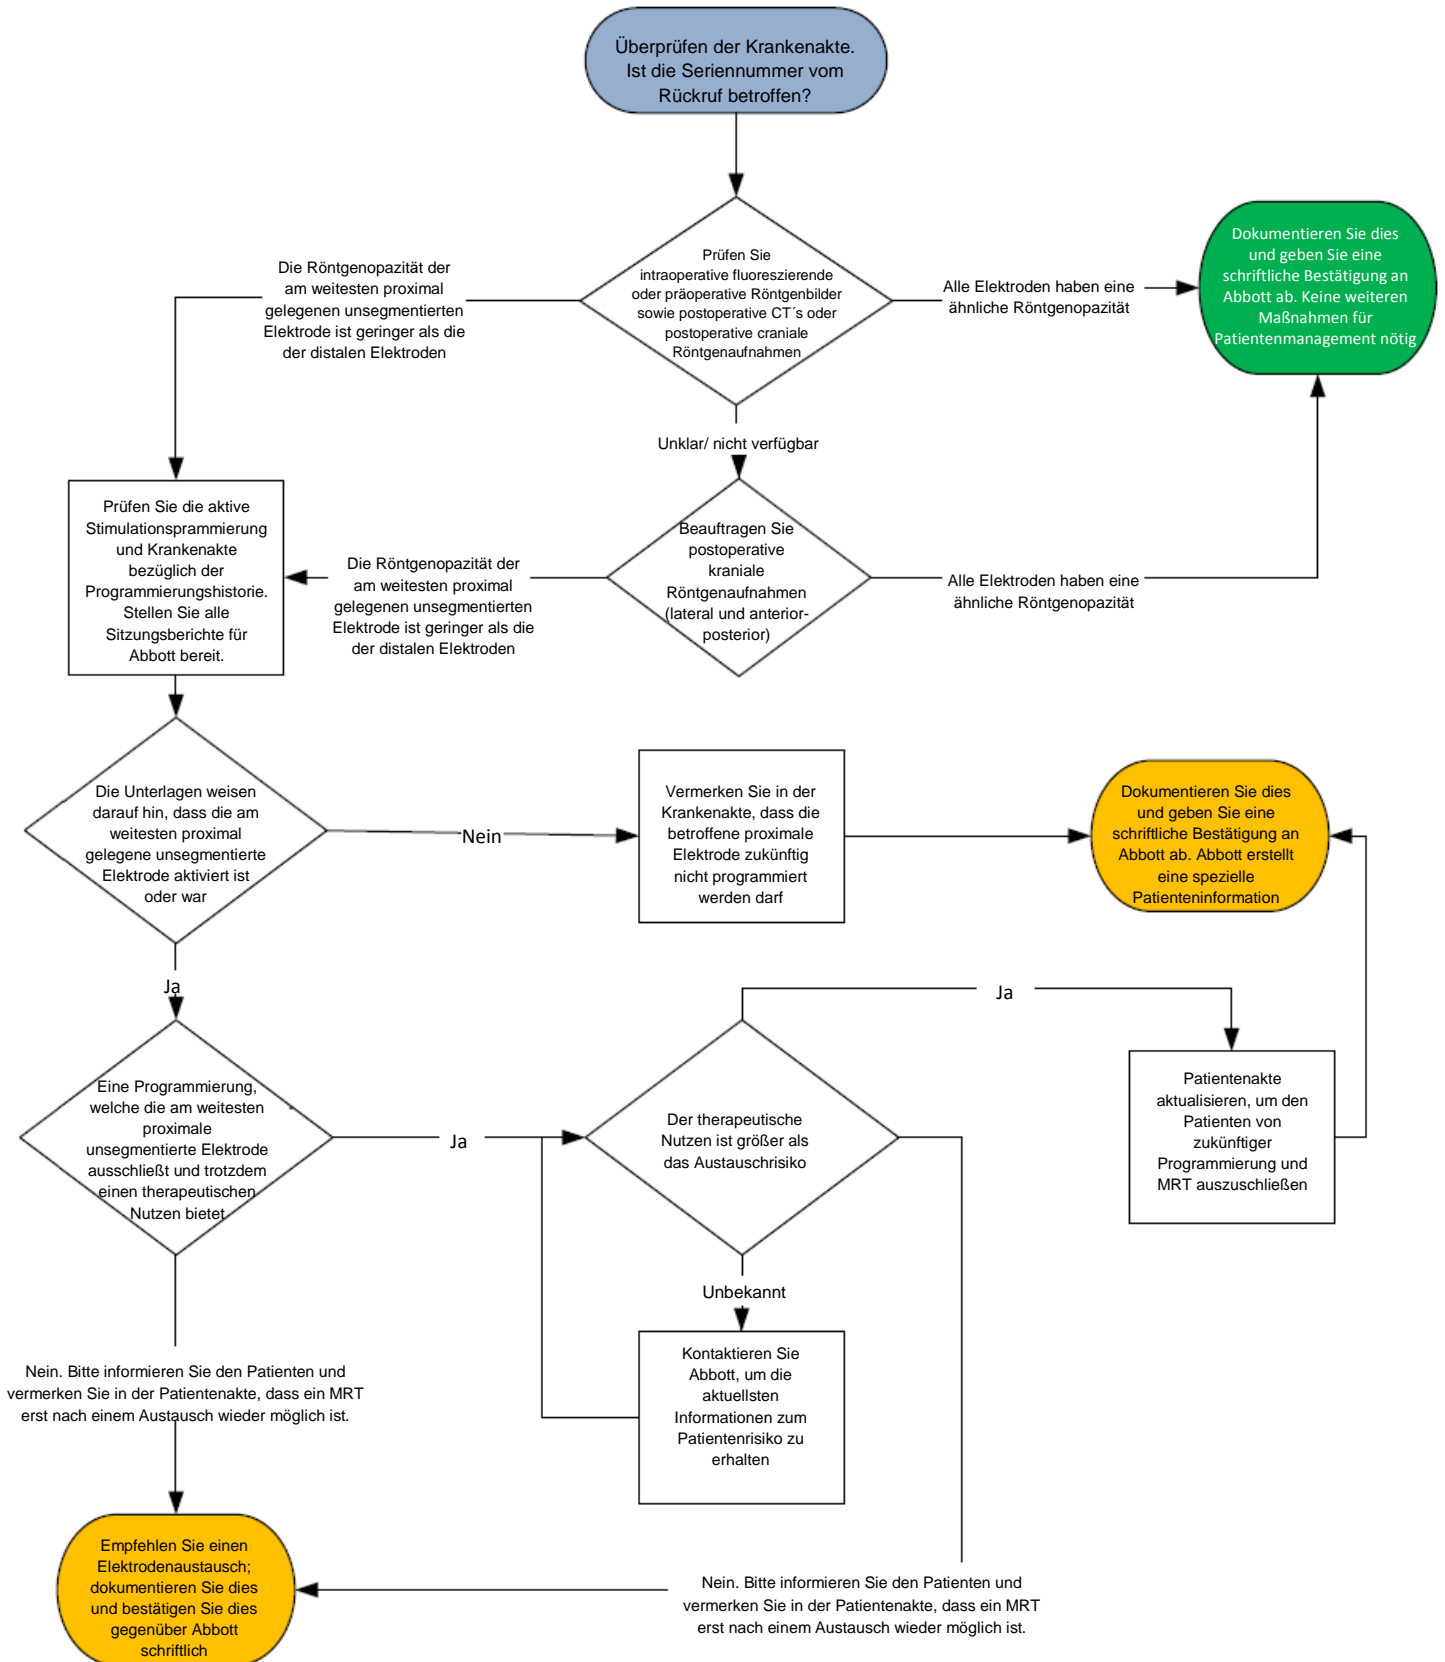 Überprüfen der Krankenakte.
Ist die Seriennummer vom
Rückruf betroffen?
Prüfen Sie
intraoperative fluoreszierende
oder präoperative Röntgenbilder
sowie postoperative CT´s oder
postoperative craniale
Röntgenaufnahmen
Die Röntgenopazität der
am weitesten proximal
gelegenen unsegmentierten
Elektrode ist geringer als die
der distalen Elektroden
Alle Elektroden haben eine
ähnliche Röntgenopazität
Dokumentieren Sie dies
und geben Sie eine
schriftliche Bestätigung an
Abbott ab. Keine weiteren
Maßnahmen für
Patientenmanagement nötig
Unklar/ nicht verfügbar
Prüfen Sie die aktive
Stimulationsprammierung
und Krankenakte
bezüglich der
Programmierungshistorie.
Stellen Sie alle
Sitzungsberichte für
Abbott bereit.
Die Röntgenopazität der
am weitesten proximal
gelegenen unsegmentierten
Elektrode ist geringer als die
der distalen Elektroden
Beauftragen Sie
postoperative
kraniale
Röntgenaufnahmen
(lateral und anterior-
posterior)
Alle Elektroden haben eine
ähnliche Röntgenopazität
Die Unterlagen weisen
darauf hin, dass die am
weitesten proximal
gelegene unsegmentierte
Elektrode aktiviert ist
oder war
Nein
Vermerken Sie in der
Krankenakte, dass die
betroffene proximale
Elektrode zukünftig
nicht programmiert
werden darf
Dokumentieren Sie dies
und geben Sie eine
schriftliche Bestätigung an
Abbott ab. Abbott erstellt
eine spezielle
Patienteninformation
Ja
Eine Programmierung,
welche die am weitesten
proximale
unsegmentierte Elektrode
ausschließt und trotzdem
einen therapeutischen
Nutzen bietet
Ja
Der therapeutische
Nutzen ist größer als
das Austauschrisiko
Ja
Patientenakte
aktualisieren, um den
Patienten von
zukünftiger
Programmierung und
MRT auszuschließen
Unbekannt
Kontaktieren Sie
Abbott, um die
aktuellsten
Informationen zum
Patientenrisiko zu
erhalten
Nein. Bitte informieren Sie den Patienten und
vermerken Sie in der Patientenakte, dass ein MRT
erst nach einem Austausch wieder möglich ist.
Empfehlen Sie einen
Elektrodenaustausch;
dokumentieren Sie dies
und bestätigen Sie dies
gegenüber Abbott
schriftlich
Nein. Bitte informieren Sie den Patienten und
vermerken Sie in der Patientenakte, dass ein MRT
erst nach einem Austausch wieder möglich ist.